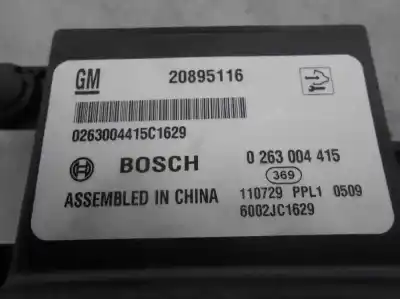 GM 20895116
0263004415C1629
BOSCH 0 263 004 415
369
ASSEMBLED IN CHINA 110729 PPL1 0509
6002JC1629